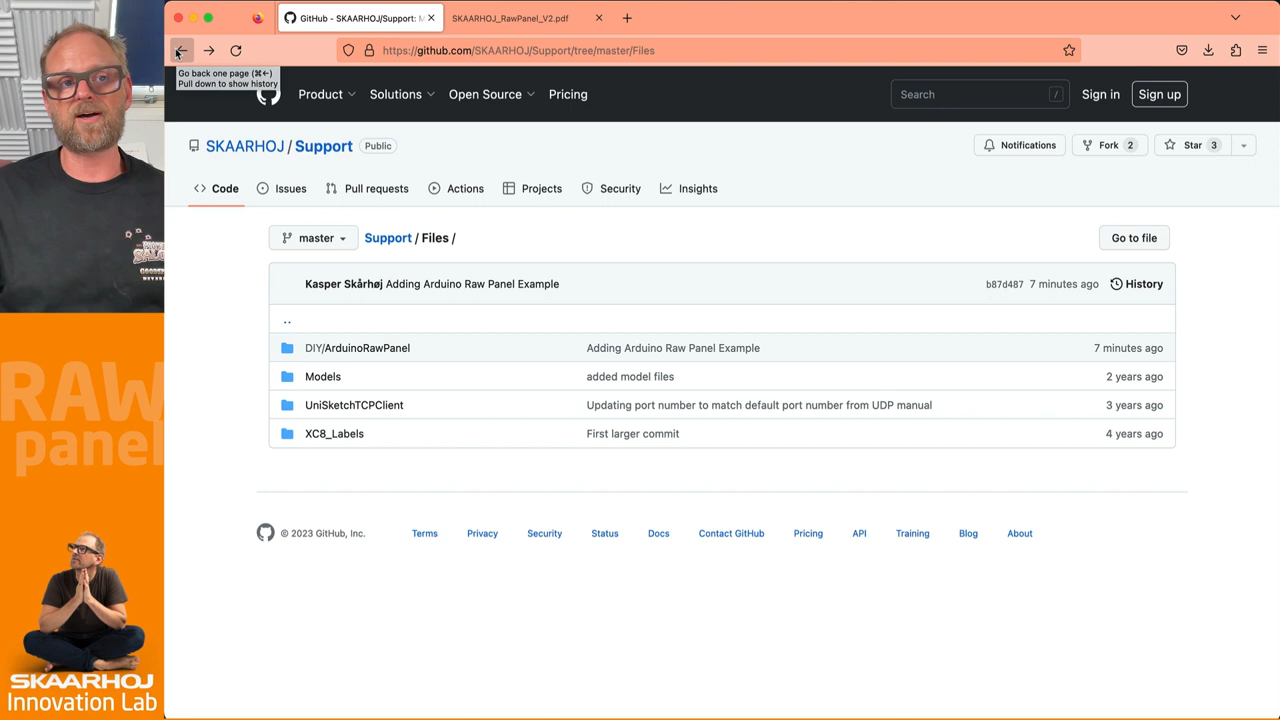 GitHub - SKAARHOJ/Support: M
SKAARHOJ_RawPanel_V2.pdf
https://github.com/SKAARHOJ/Support/tree/master/Files
Go back one page (⌘←)
Pull down to show history
Product
Solutions
Open Source
Pricing
Search
/
Sign in
Sign up
SKAARHOJ / Support
Public
Notifications
Fork 2
Star 3
Code
Issues
Pull requests
Actions
Projects
Security
Insights
master
Support / Files /
Go to file
Kasper Skårhøj Adding Arduino Raw Panel Example
b87d487 7 minutes ago
History
..
DIY/ArduinoRawPanel Adding Arduino Raw Panel Example 7 minutes ago
Models added model files 2 years ago
UniSketchTCPClient Updating port number to match default port number from UDP manual 3 years ago
XC8_Labels First larger commit 4 years ago
© 2023 GitHub, Inc.
Terms
Privacy
Security
Status
Docs
Contact GitHub
Pricing
API
Training
Blog
About
RAW
panel
SKAARHOJ
Innovation Lab